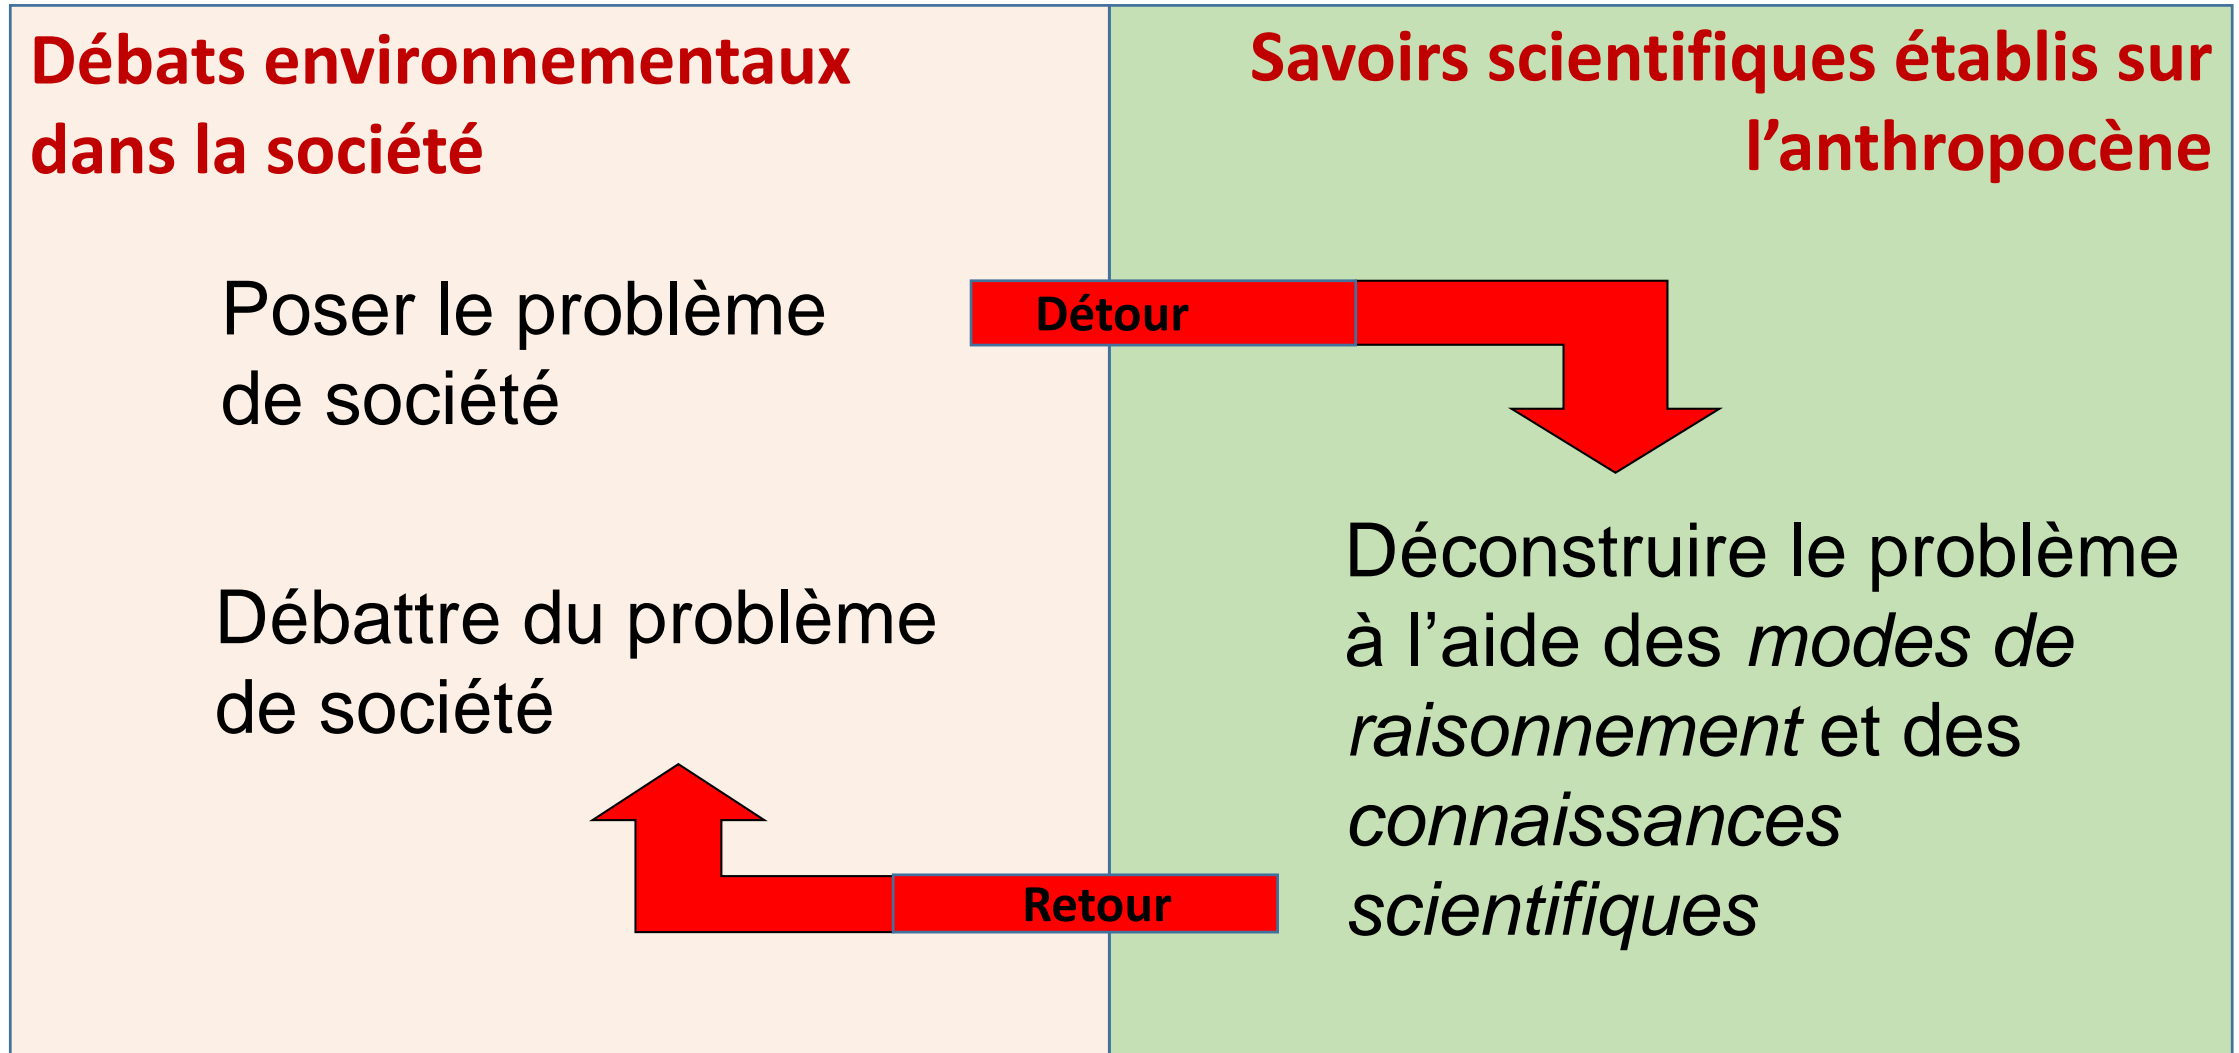 Débats environnementaux
dans la société
Savoirs scientifiques établis sur
l’anthropocène
Poser le problème
de société
Détour
Déconstruire le problème
à l’aide des modes de
raisonnement et des
connaissances
scientifiques
Retour
Débattre du problème
de société